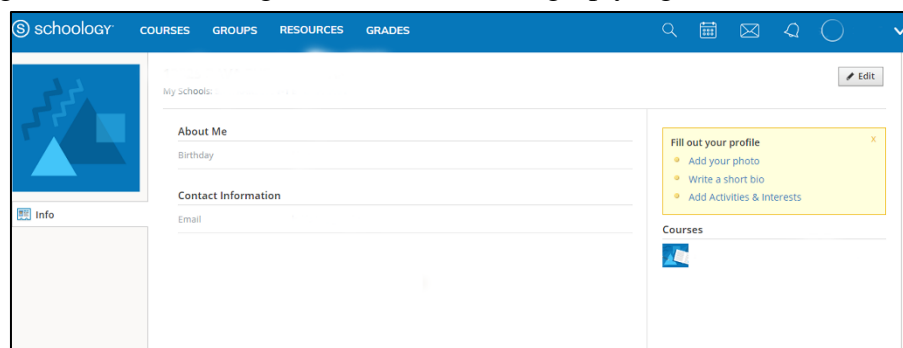 schoology COURSES GROUPS RESOURCES GRADES
Edit
My Schools:
About Me
Birthday
Contact Information
Email
Info
Fill out your profile x
Add your photo
Write a short bio
Add Activities & Interests
Courses